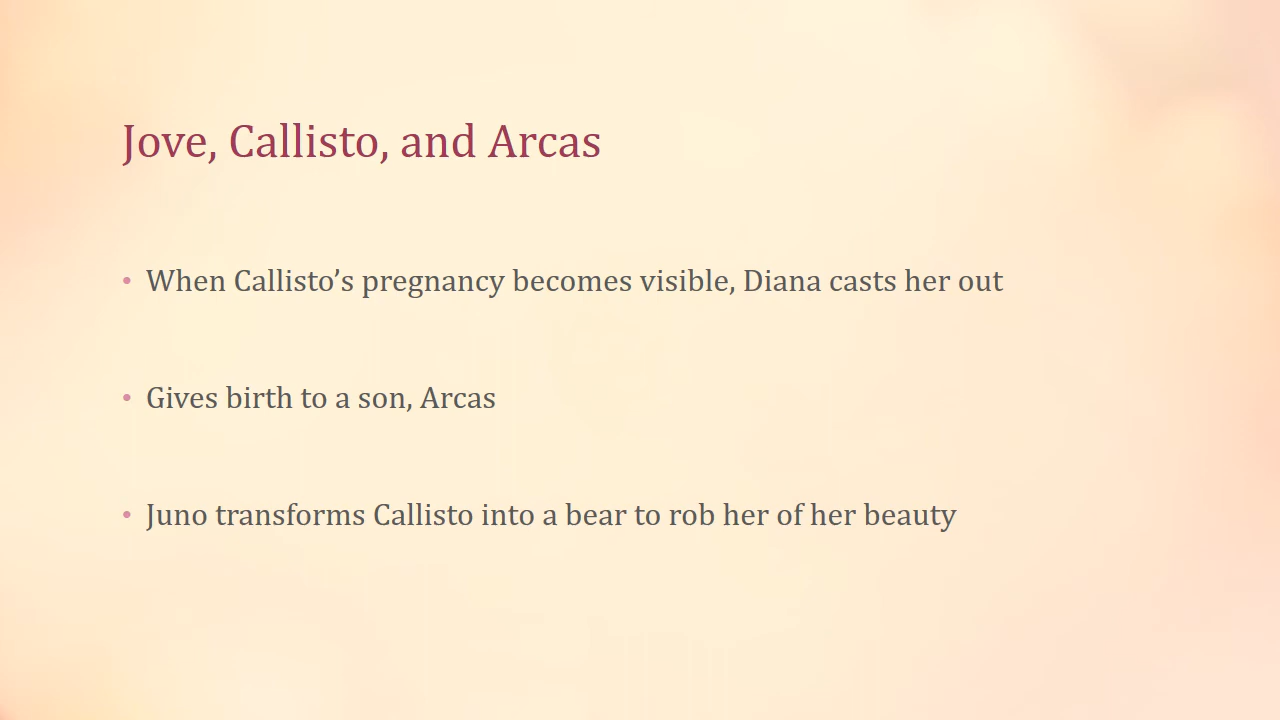 Jove, Callisto, and Arcas
• When Callisto’s pregnancy becomes visible, Diana casts her out
• Gives birth to a son, Arcas
• Juno transforms Callisto into a bear to rob her of her beauty